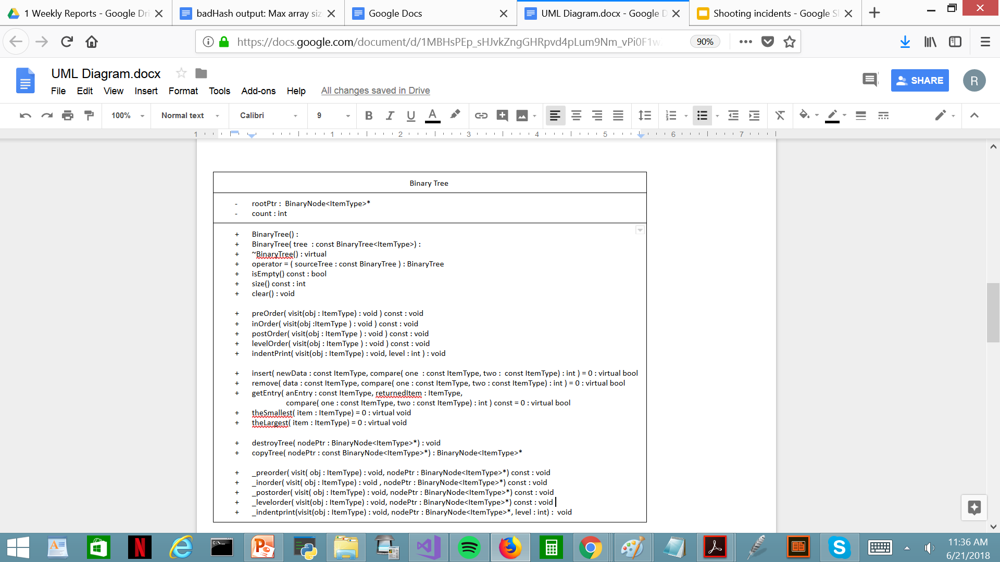 1 Weekly Reports - Google Dri
badHash output: Max array siz
Google Docs
UML Diagram.docx - Google D
Shooting incidents - Google Sl
https://docs.google.com/document/d/1MBHsPEp_sHJvkZngGHRpvd4pLum9Nm_vPi0F1w
90%
UML Diagram.docx
File Edit View Insert Format Tools Add-ons Help All changes saved in Drive
SHARE
R
100% Normal text Calibri 9 B I U A
1 1 2 3 4 5 6 7
Binary Tree
- rootPtr : BinaryNode<ItemType>*
- count : int
+ BinaryTree() :
+ BinaryTree( tree : const BinaryTree<ItemType>) :
+ ~BinaryTree() : virtual
+ operator = ( sourceTree : const BinaryTree ) : BinaryTree
+ isEmpty() const : bool
+ size() const : int
+ clear() : void
+ preOrder( visit(obj : ItemType) : void ) const : void
+ inOrder( visit(obj :ItemType ) : void ) const : void
+ postOrder( visit(obj : ItemType ) : void ) const : void
+ levelOrder( visit(obj : ItemType ) : void ) const : void
+ indentPrint( visit(obj : ItemType) : void, level : int ) : void
+ insert( newData : const ItemType, compare( one : const ItemType, two : const ItemType) : int ) = 0 : virtual bool
+ remove( data : const ItemType, compare( one : const ItemType, two : const ItemType) : int ) = 0 : virtual bool
+ getEntry( anEntry : const ItemType, returnedItem : ItemType,
compare( one : const ItemType, two : const ItemType) : int ) const = 0 : virtual bool
+ theSmallest( item : ItemType) = 0 : virtual void
+ theLargest( item : ItemType) = 0 : virtual void
+ destroyTree( nodePtr : BinaryNode<ItemType>*) : void
+ copyTree( nodePtr : const BinaryNode<ItemType>*) : BinaryNode<ItemType>*
+ _preorder( visit( obj : ItemType) : void, nodePtr : BinaryNode<ItemType>*) const : void
+ _inorder( visit( obj : ItemType) : void , nodePtr : BinaryNode<ItemType>*) const : void
+ _postorder( visit( obj : ItemType) : void, nodePtr : BinaryNode<ItemType>*) const : void
+ _levelorder( visit(obj : ItemType) : void, nodePtr : BinaryNode<ItemType>*) const : void
+ _indentprint(visit(obj : ItemType) : void, nodePtr : BinaryNode<ItemType>*, level : int) : void
11:36 AM
6/21/2018